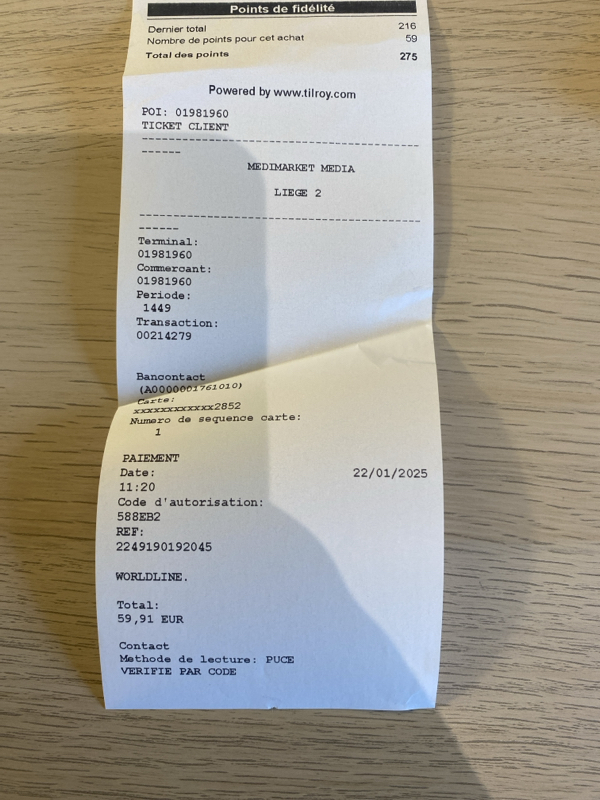 Points de fidélité
Dernier total 216
Nombre de points pour cet achat 59
Total des points 275
Powered by www.tilroy.com
POI: 01981960
TICKET CLIENT
------------------------------------------
------
MEDIMARKET MEDIA
LIEGE 2
------------------------------------------
------
Terminal:
01981960
Commercant:
01981960
Periode:
1449
Transaction:
00214279
Bancontact
(A0000001761010)
Carte:
xxxxxxxxxxxx2852
Numero de sequence carte:
1
PAIEMENT
Date: 22/01/2025
11:20
Code d'autorisation:
588EB2
REF:
2249190192045
WORLDLINE.
Total:
59,91 EUR
Contact
Methode de lecture: PUCE
VERIFIE PAR CODE